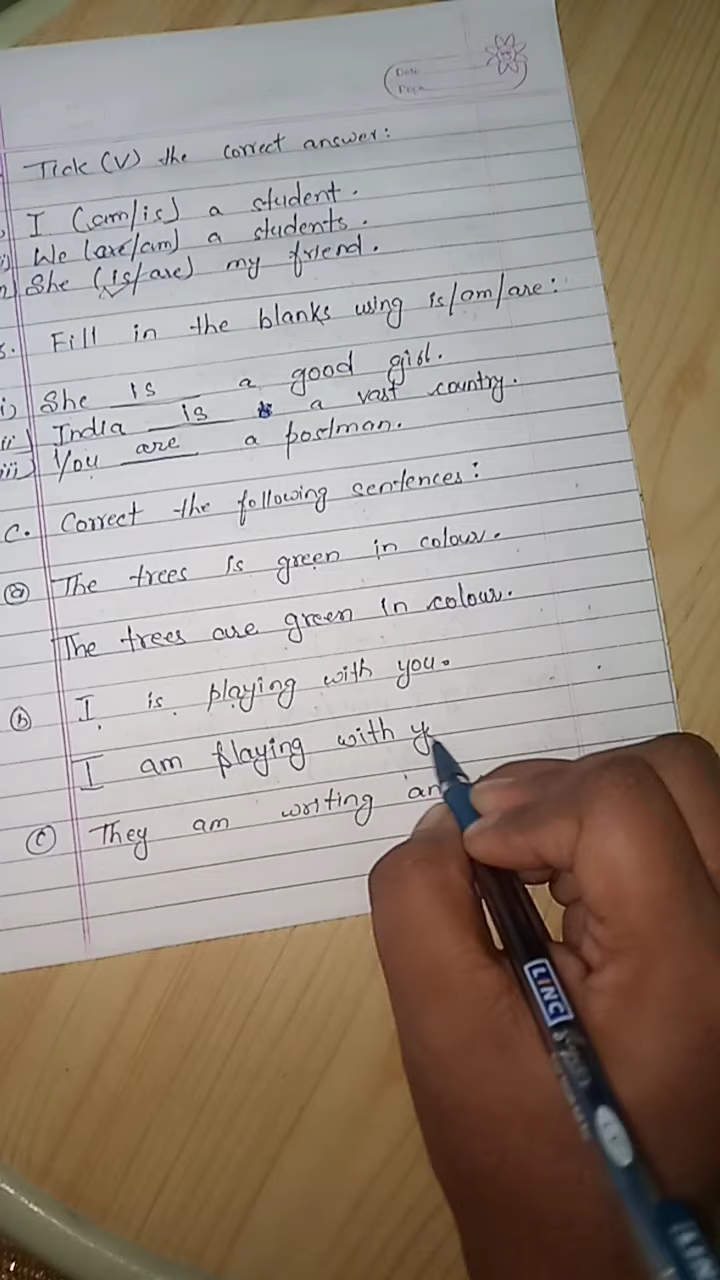 Date
Page
Tick (✓) the correct answer:
I (am/is) a student.
i) We (are/am) a students.
She (is/are) my friend.
Fill in the blanks using is/am/are:
i) She is a good girl.
ii) India is a vast country.
iii) You are a postman.
C. Correct the following sentences:
(a) The trees is green in colour.
The trees are green in colour.
(b) I is playing with you.
I am playing with y
(c) They am writing an
LINC